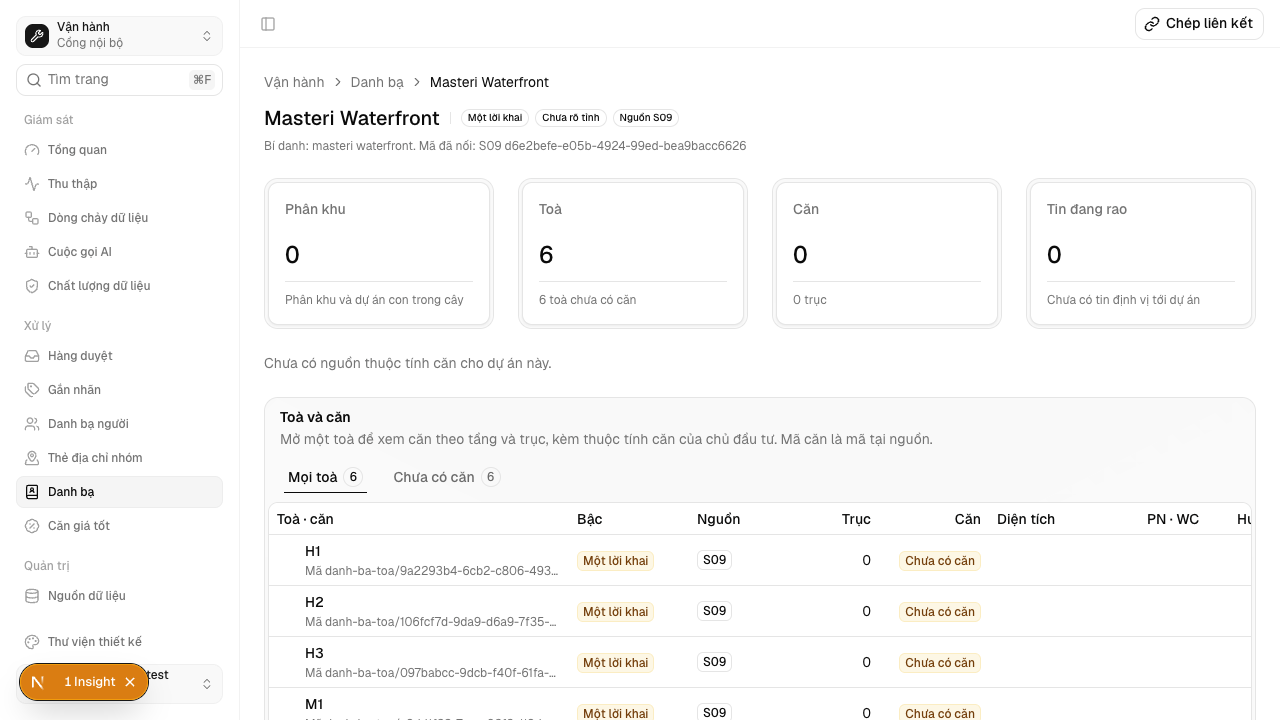 Vận hành
Cổng nội bộ
Tìm trang
⌘F
Giám sát
Tổng quan
Thu thập
Dòng chảy dữ liệu
Cuộc gọi AI
Chất lượng dữ liệu
Xử lý
Hàng duyệt
Gắn nhãn
Danh bạ người
Thẻ địa chỉ nhóm
Danh bạ
Căn giá tốt
Quản trị
Nguồn dữ liệu
Thư viện thiết kế
1 Insight
test
Chép liên kết
Vận hành > Danh bạ > Masteri Waterfront
Masteri Waterfront
Một lời khai
Chưa rõ tỉnh
Nguồn S09
Bí danh: masteri waterfront. Mã đã nối: S09 d6e2befe-e05b-4924-99ed-bea9bacc6626
Phân khu
0
Phân khu và dự án con trong cây
Toà
6
6 toà chưa có căn
Căn
0
0 trục
Tin đang rao
0
Chưa có tin định vị tới dự án
Chưa có nguồn thuộc tính căn cho dự án này.
Toà và căn
Mở một toà để xem căn theo tầng và trục, kèm thuộc tính căn của chủ đầu tư. Mã căn là mã tại nguồn.
Mọi toà 6
Chưa có căn 6
Toà · căn Bậc Nguồn Trục Căn Diện tích PN · WC
H1 Một lời khai S09 0 Chưa có căn
Mã danh-ba-toa/9a2293b4-6cb2-c806-493...
H2 Một lời khai S09 0 Chưa có căn
Mã danh-ba-toa/106fcf7d-9da9-d6a9-7f35-...
H3 Một lời khai S09 0 Chưa có căn
Mã danh-ba-toa/097babcc-9dcb-f40f-61fa-...
M1 Một lời khai S09 0 Chưa có căn